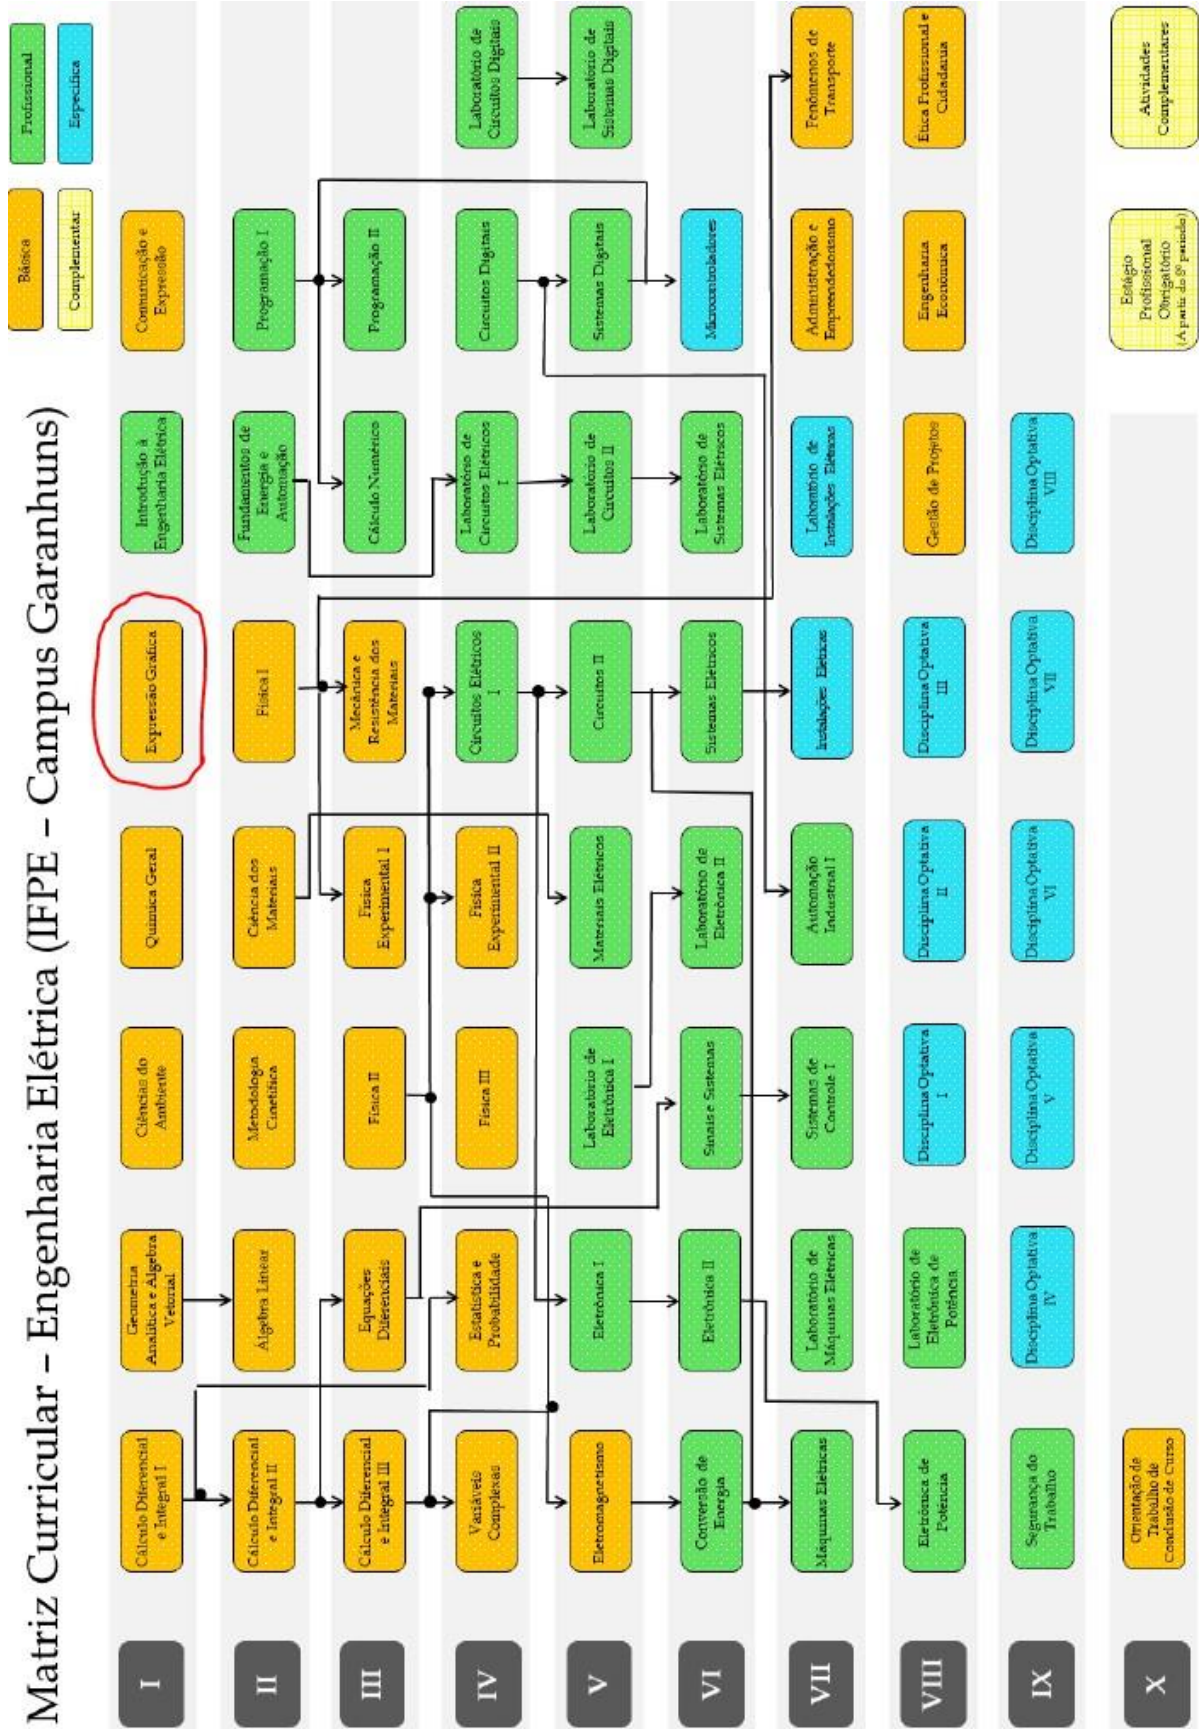 Matriz Curricular – Engenharia Elétrica (IFPE – Campus Garanhuns)
Básica
Profissional
Complementar
Específica
I
Cálculo Diferencial
e Integral I
Geometria
Analítica e Álgebra
Vetorial
Ciências do
Ambiente
Química Geral
Expressão Gráfica
Introdução à
Engenharia Elétrica
Comunicação e
Expressão
II
Cálculo Diferencial
e Integral II
Álgebra Linear
Metodologia
Cinetífica
Ciência dos
Materiais
Física I
Fundamentos de
Energia e
Automação
Programação I
III
Cálculo Diferencial
e Integral III
Equações
Diferenciais
Física II
Física
Experimental I
Mecânica e
Resistência dos
Materiais
Cálculo Numérico
Programação II
IV
Variáveis
Complexas
Estatística e
Probabilidade
Física III
Física
Experimental II
Circuitos Elétricos
I
Laboratório de
Circuitos Elétricos
I
Circuitos Digitais
Laboratório de
Circuitos Digitais
V
Eletromagnetismo
Eletrônica I
Laboratório de
Eletrônica I
Materiais Elétricos
Circuitos II
Laboratório de
Circuitos II
Sistemas Digitais
Laboratório de
Sistemas Digitais
VI
Conversão de
Energia
Eletrônica II
Sinais e Sistemas
Laboratório de
Eletrônica II
Sistemas Elétricos
Laboratório de
Sistemas Elétricos
Microcontroladores
VII
Máquinas Elétricas
Laboratório de
Máquinas Elétricas
Sistemas de
Controle I
Automação
Industrial I
Instalações Elétricas
Laboratório de
Instalações Elétricas
Administração e
Empreendedorismo
Fenômenos de
Transporte
VIII
Eletrônica de
Potência
Laboratório de
Eletrônica de
Potência
Disciplina Optativa
I
Disciplina Optativa
II
Disciplina Optativa
III
Gestão de Projetos
Engenharia
Econômica
Ética Profissional e
Cidadania
IX
Segurança do
Trabalho
Disciplina Optativa
IV
Disciplina Optativa
V
Disciplina Optativa
VI
Disciplina Optativa
VII
Disciplina Optativa
VIII
X
Orientação de
Trabalho de
Conclusão de Curso
Estágio
Profissional
Obrigatório
(A partir do 8º período)
Atividades
Complementares